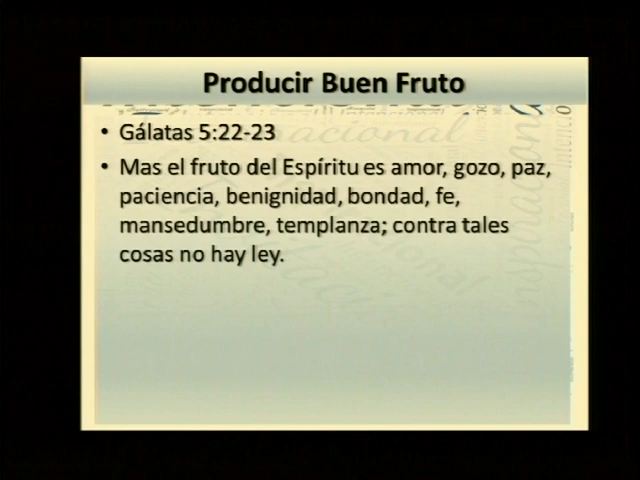 Producir Buen Fruto
• Gálatas 5:22-23
• Mas el fruto del Espíritu es amor, gozo, paz,
paciencia, benignidad, bondad, fe,
mansedumbre, templanza; contra tales
cosas no hay ley.